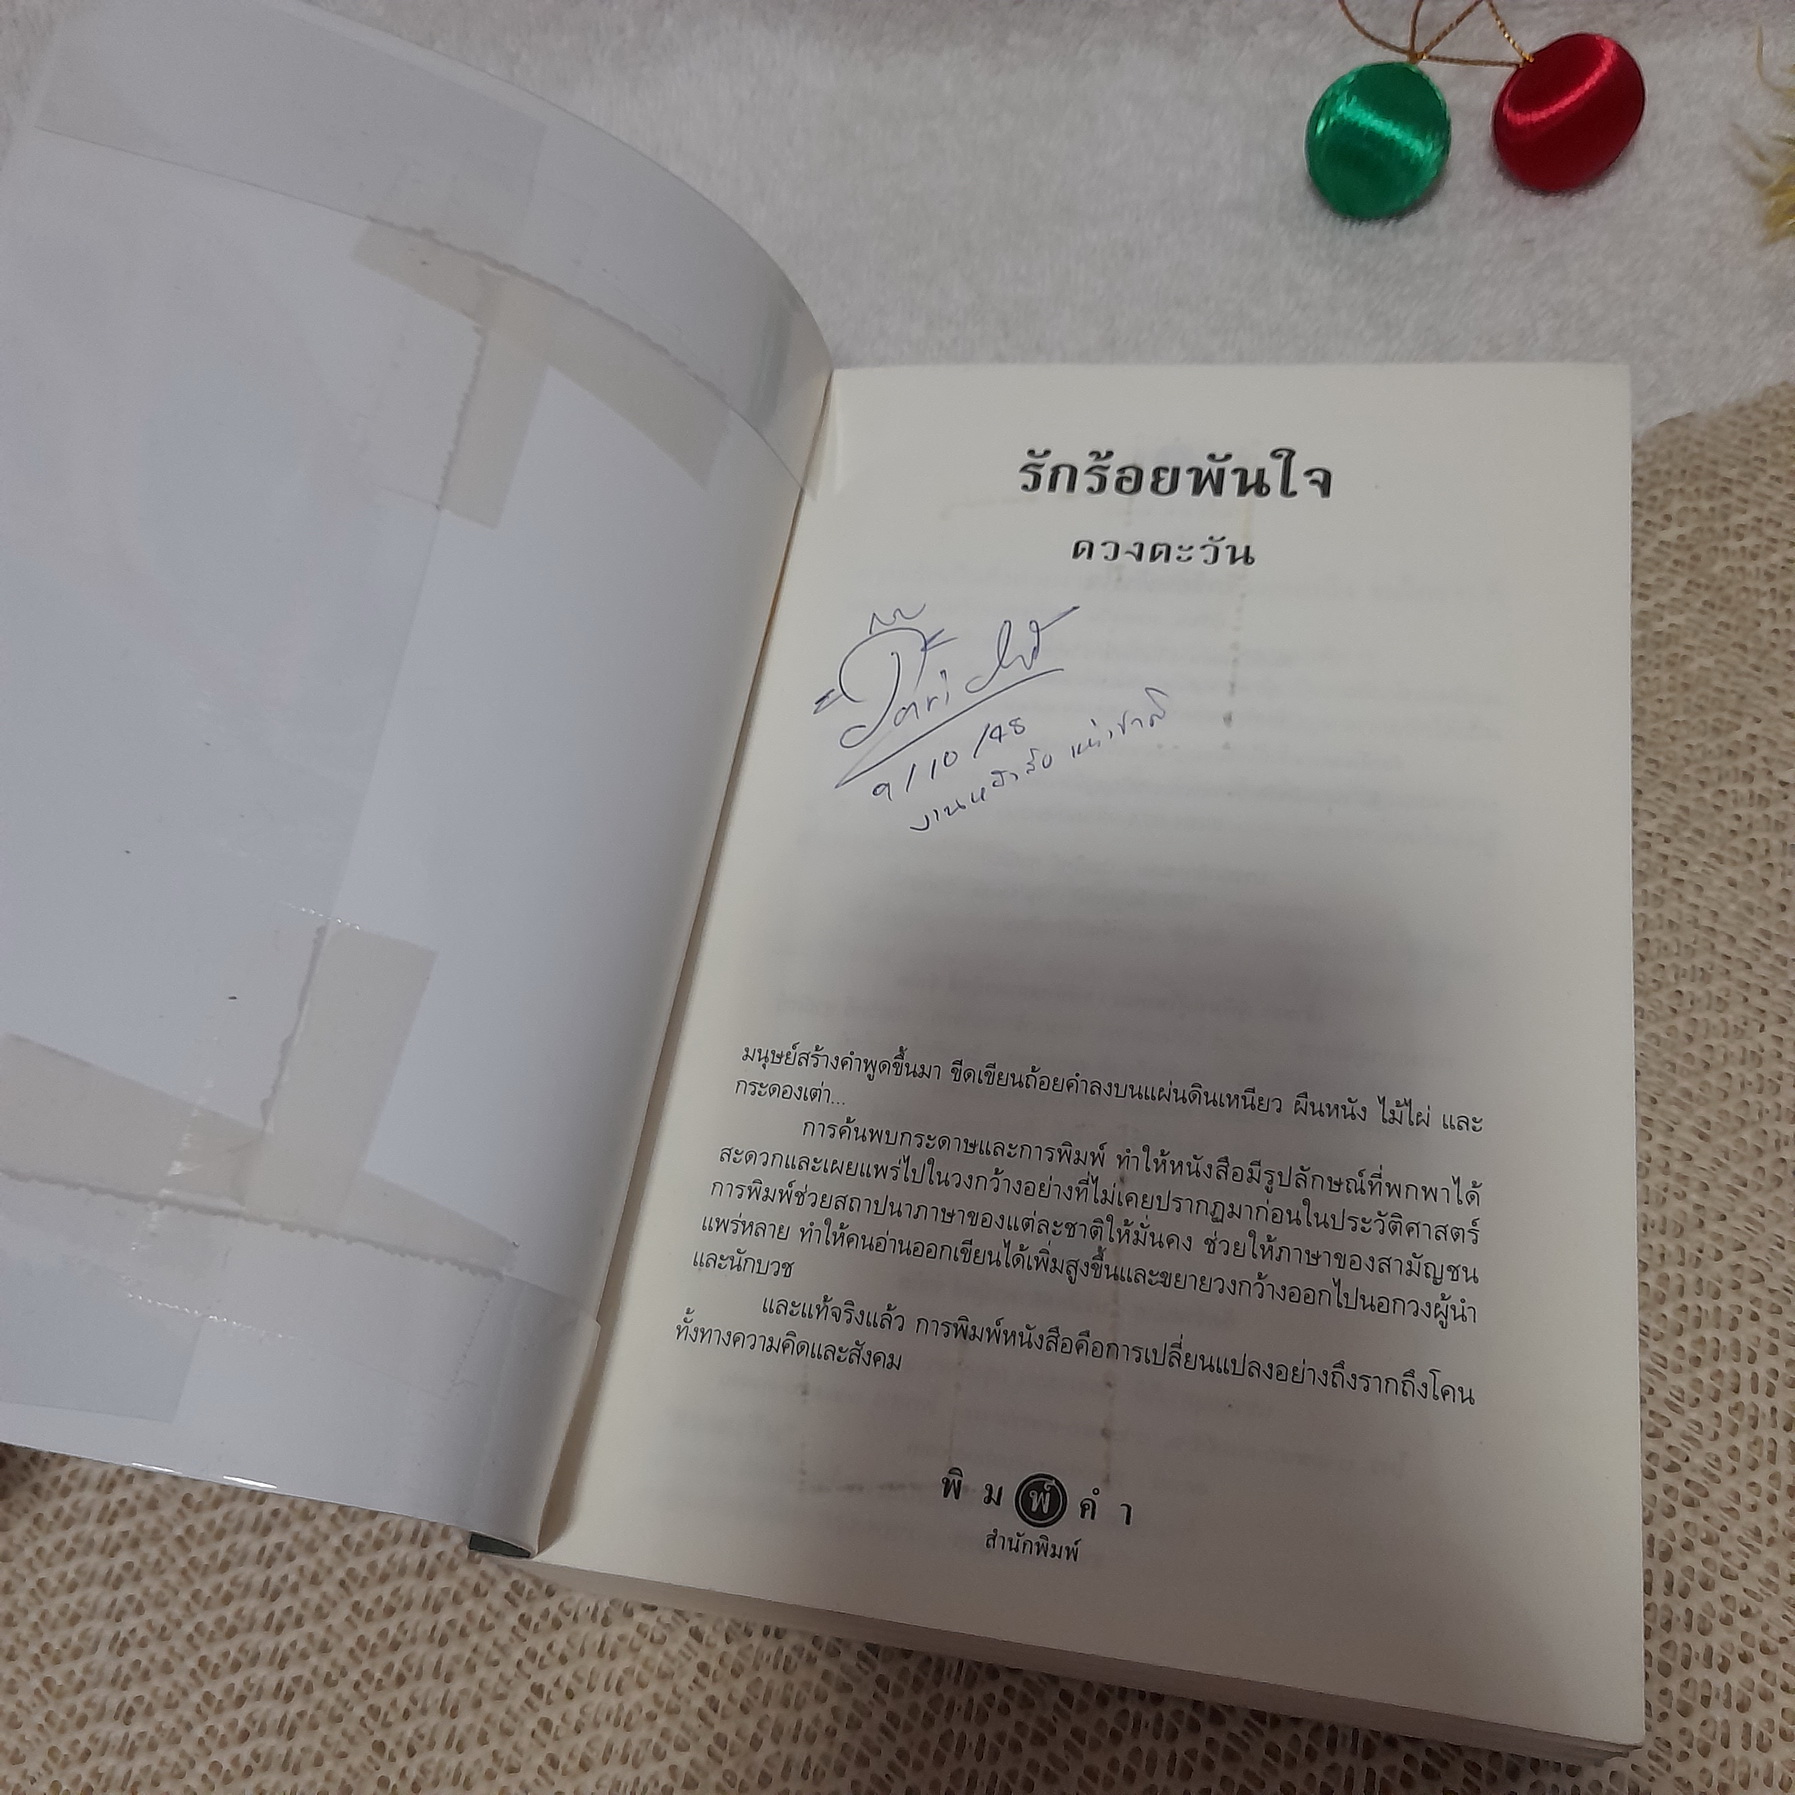 รักร้อยพันใจ
ดวงตะวัน
9/10/48
งานหนังสือ แห่งชาติ
มนุษย์สร้างคำพูดขึ้นมา ขีดเขียนถ้อยคำลงบนแผ่นดินเหนียว ผืนหนัง ไม้ไผ่ และ
กระดองเต่า...
การค้นพบกระดาษและการพิมพ์ ทำให้หนังสือมีรูปลักษณ์ที่พกพาได้
สะดวกและเผยแพร่ไปในวงกว้างอย่างที่ไม่เคยปรากฏมาก่อนในประวัติศาสตร์
การพิมพ์ช่วยสถาปนาภาษาของแต่ละชาติให้มั่นคง ช่วยให้ภาษาของสามัญชน
แพร่หลาย ทำให้คนอ่านออกเขียนได้เพิ่มสูงขึ้นและขยายวงกว้างออกไปนอกวงผู้นำ
และนักบวช
และแท้จริงแล้ว การพิมพ์หนังสือคือการเปลี่ยนแปลงอย่างถึงรากถึงโคน
ทั้งทางความคิดและสังคม
พิมพ์คำ
สำนักพิมพ์